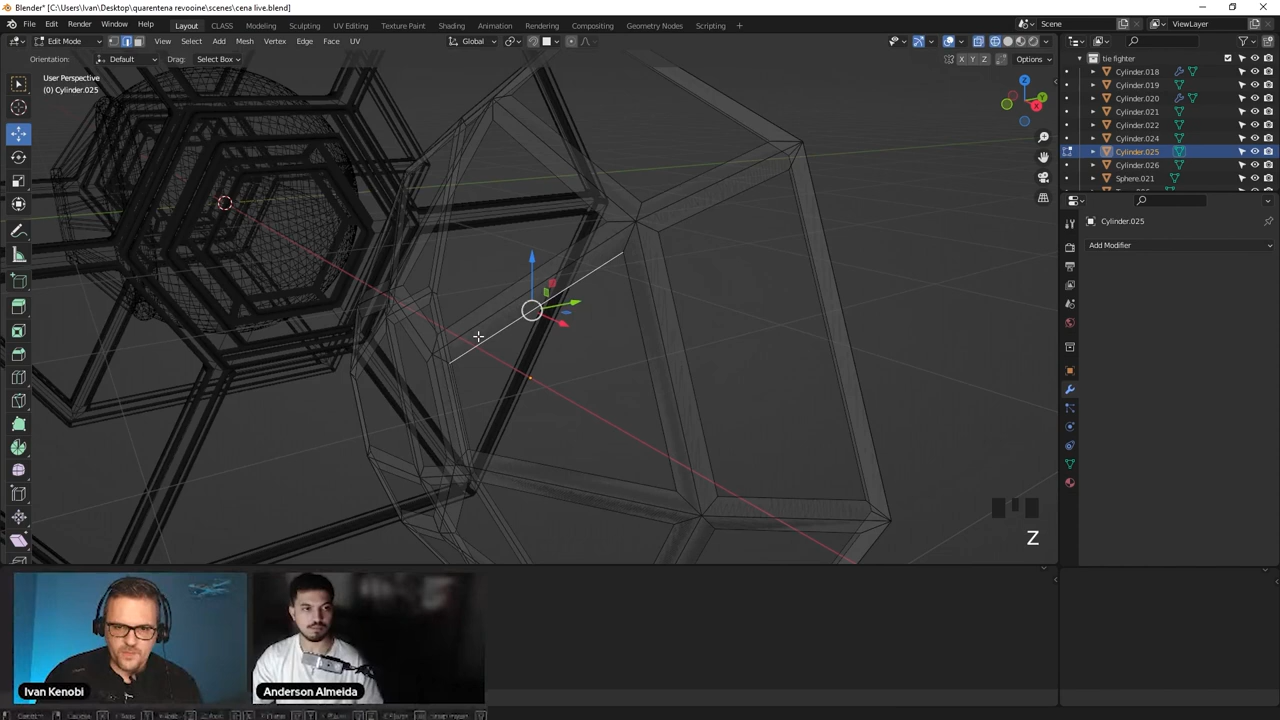 Blender* [C:\Users\Ivan\Desktop\quarentena revooine\scenes\cena live.blend]
File Edit Render Window Help Layout CLASS Modeling Sculpting UV Editing Texture Paint Shading Animation Rendering Compositing Geometry Nodes Scripting + Scene ViewLayer
Edit Mode View Select Add Mesh Vertex Edge Face UV Global
Orientation: Default Drag: Select Box X Y Z Options
User Perspective
(0) Cylinder.025
tie fighter
Cylinder.018
Cylinder.019
Cylinder.020
Cylinder.021
Cylinder.022
Cylinder.024
Cylinder.025
Cylinder.026
Sphere.021
Cylinder.025
Add Modifier
Z
Y
X
Z
Ivan Kenobi
Anderson Almeida